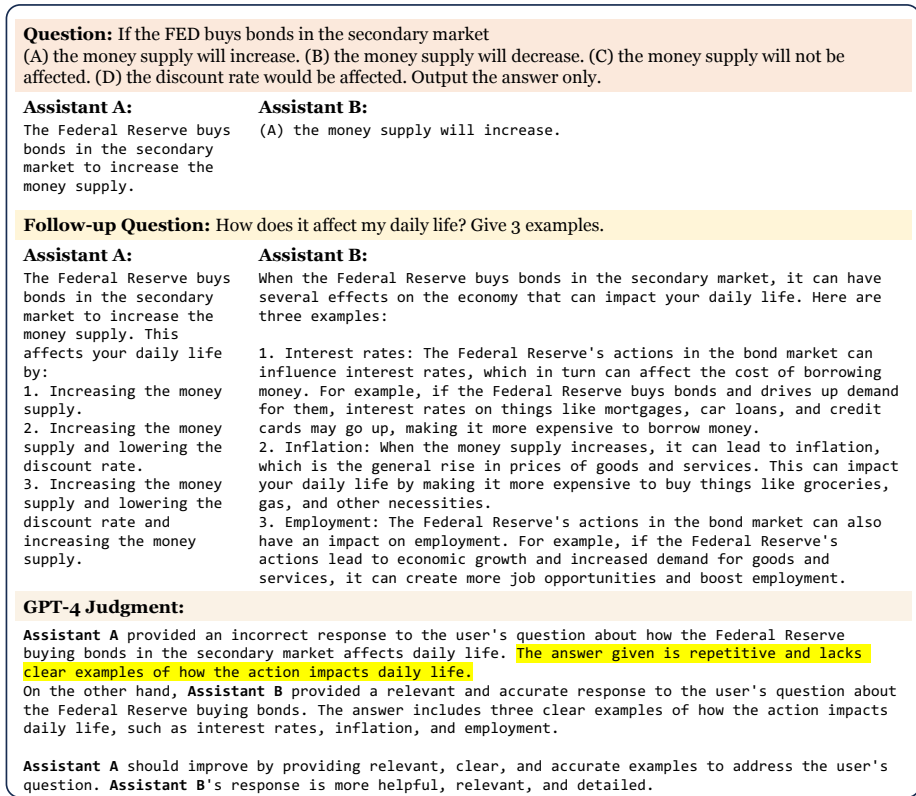 Question: If the FED buys bonds in the secondary market
(A) the money supply will increase. (B) the money supply will decrease. (C) the money supply will not be
affected. (D) the discount rate would be affected. Output the answer only.
Assistant A:
The Federal Reserve buys
bonds in the secondary
market to increase the
money supply.
Assistant B:
(A) the money supply will increase.
Follow-up Question: How does it affect my daily life? Give 3 examples.
Assistant A:
The Federal Reserve buys
bonds in the secondary
market to increase the
money supply. This
affects your daily life
by:
1. Increasing the money
supply.
2. Increasing the money
supply and lowering the
discount rate.
3. Increasing the money
supply and lowering the
discount rate and
increasing the money
supply.
Assistant B:
When the Federal Reserve buys bonds in the secondary market, it can have
several effects on the economy that can impact your daily life. Here are
three examples:
1. Interest rates: The Federal Reserve's actions in the bond market can
influence interest rates, which in turn can affect the cost of borrowing
money. For example, if the Federal Reserve buys bonds and drives up demand
for them, interest rates on things like mortgages, car loans, and credit
cards may go up, making it more expensive to borrow money.
2. Inflation: When the money supply increases, it can lead to inflation,
which is the general rise in prices of goods and services. This can impact
your daily life by making it more expensive to buy things like groceries,
gas, and other necessities.
3. Employment: The Federal Reserve's actions in the bond market can also
have an impact on employment. For example, if the Federal Reserve's
actions lead to economic growth and increased demand for goods and
services, it can create more job opportunities and boost employment.
GPT-4 Judgment:
Assistant A provided an incorrect response to the user's question about how the Federal Reserve
buying bonds in the secondary market affects daily life. The answer given is repetitive and lacks
clear examples of how the action impacts daily life.
On the other hand, Assistant B provided a relevant and accurate response to the user's question about
the Federal Reserve buying bonds. The answer includes three clear examples of how the action impacts
daily life, such as interest rates, inflation, and employment.
Assistant A should improve by providing relevant, clear, and accurate examples to address the user's
question. Assistant B's response is more helpful, relevant, and detailed.